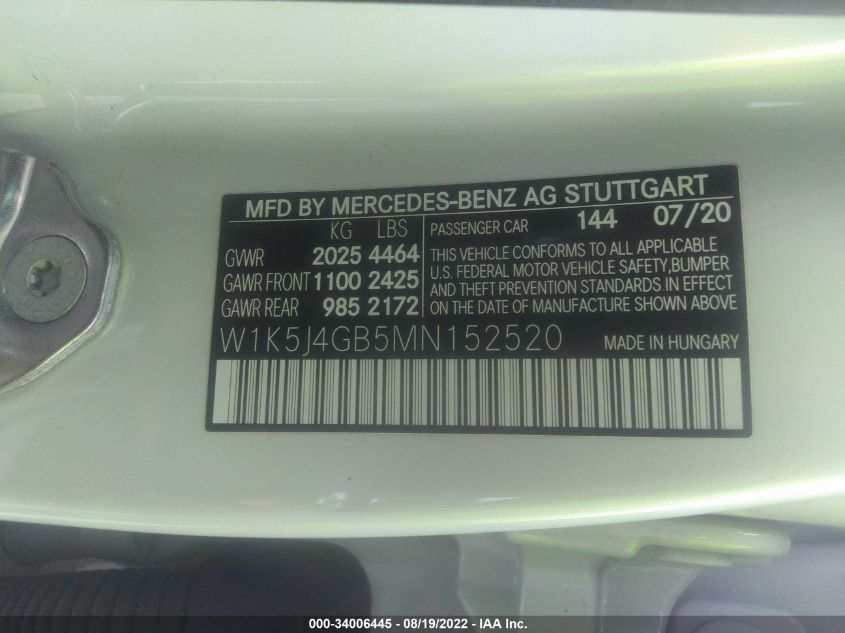 MFD BY MERCEDES-BENZ AG STUTTGART
KG LBS
GVWR 2025 4464
GAWR FRONT 1100 2425
GAWR REAR 985 2172
PASSENGER CAR 144 07/20
THIS VEHICLE CONFORMS TO ALL APPLICABLE
U.S. FEDERAL MOTOR VEHICLE SAFETY,BUMPER
AND THEFT PREVENTION STANDARDS IN EFFECT
ON THE DATE OF MANUFACTURE SHOWN ABOVE
W1K5J4GB5MN152520 MADE IN HUNGARY
000-34006445 - 08/19/2022 - IAA, Inc.